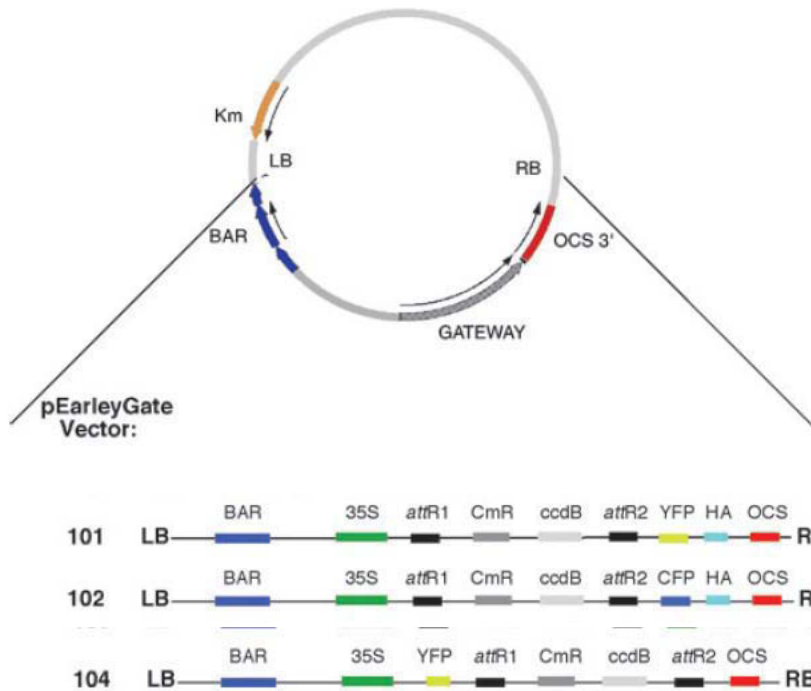 Km
LB
RB
BAR
OCS 3'
GATEWAY
pEarleyGate
Vector:
BAR 35S attR1 CmR ccdB attR2 YFP HA OCS
101 LB R
BAR 35S attR1 CmR ccdB attR2 CFP HA OCS
102 LB R
BAR 35S YFP attR1 CmR ccdB attR2 OCS
104 LB RB